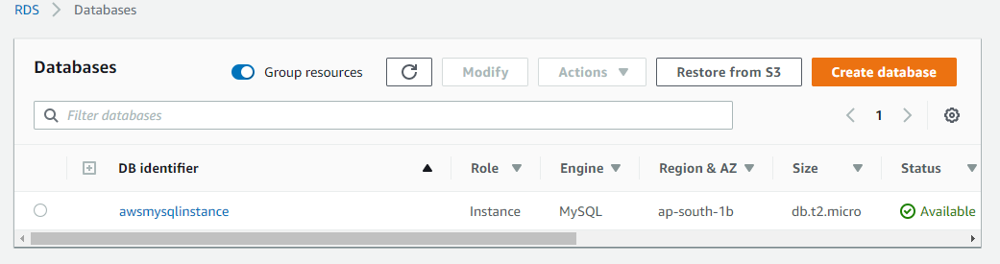 RDS > Databases
Databases Group resources Modify Actions Restore from S3 Create database
Filter databases 1
DB identifier Role Engine Region & AZ Size Status
awsmysqlinstance Instance MySQL ap-south-1b db.t2.micro Available